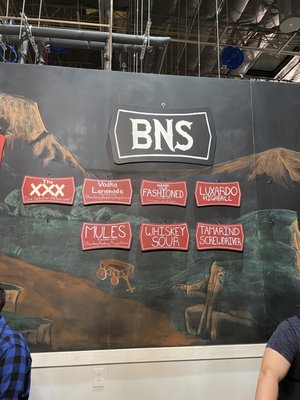 BNS
The
XXX
Vodka
Lemonade
FASHIONED
LUXARDO
HIGHBALL
MULES
WHISKEY
SOUR
TAMARIND
SCREWDRIVER